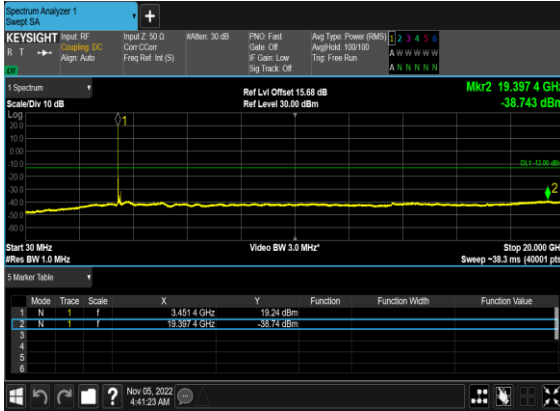 Spectrum Analyzer 1
Swept SA
+
KEYSIGHT
R T
Input: RF
Coupling: DC
Align: Auto
Input Z: 50 Ω
Corr CCorr
Freq Ref: Int (S)
#Atten: 30 dB
PNO: Fast
Gate: Off
IF Gain: Low
Sig Track: Off
Avg Type: Power (RMS)
Avg|Hold: 100/100
Trig: Free Run
1 2 3 4 5 6
A W W W W W
A N N N N N
1 Spectrum
Scale/Div 10 dB
Ref Lvl Offset 15.68 dB
Ref Level 30.00 dBm
Mkr2 19.397 4 GHz
-38.743 dBm
Log
20.0
10.0
0.00
-10.0
-20.0
-30.0
-40.0
-50.0
-60.0
1
DL1 -13.00 dBm
2
Start 30 MHz
#Res BW 1.0 MHz
Video BW 3.0 MHz*
Stop 20.000 GHz
Sweep ~38.3 ms (40001 pts)
5 Marker Table
Mode Trace Scale X Y Function Function Width Function Value
1 N 1 f 3.451 4 GHz 19.24 dBm
2 N 1 f 19.397 4 GHz -38.74 dBm
3
4
5
6
?
Nov 05, 2022
4:41:23 AM